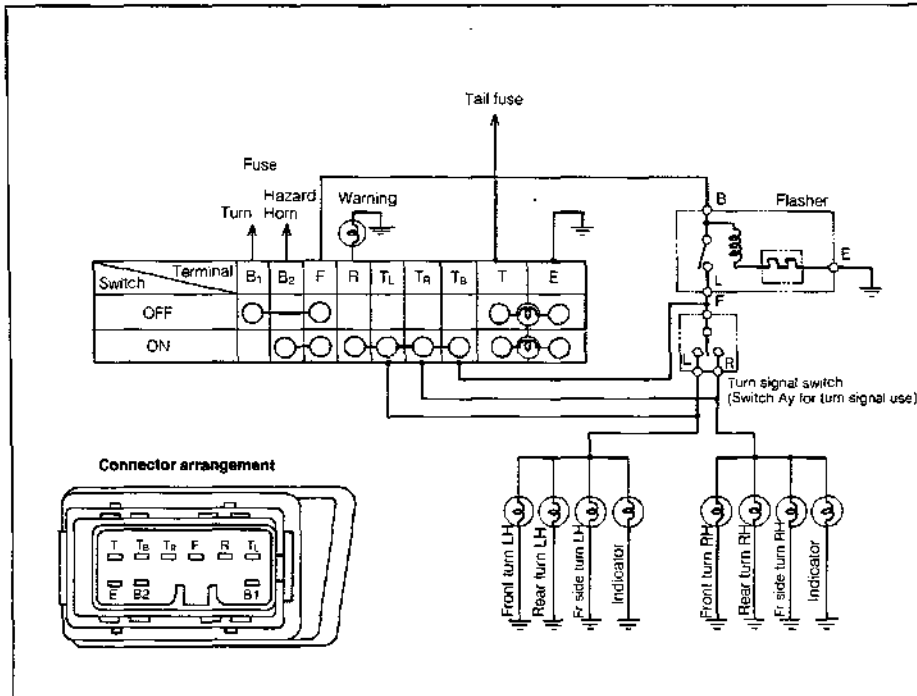 Tail fuse
Fuse
Hazard
Turn Horn Warning
B Flasher
Terminal
Switch
B1 B2 F R TL TR TB T E
E
L
F
OFF
ON
L R
Turn signal switch
(Switch Ay for turn signal use)
Connector arrangement
T TB TR F R TL
E B2 B1
Front turn LH
Rear turn LH
Fr side turn LH
Indicator
Front turn RH
Rear turn RH
Fr side turn RH
Indicator